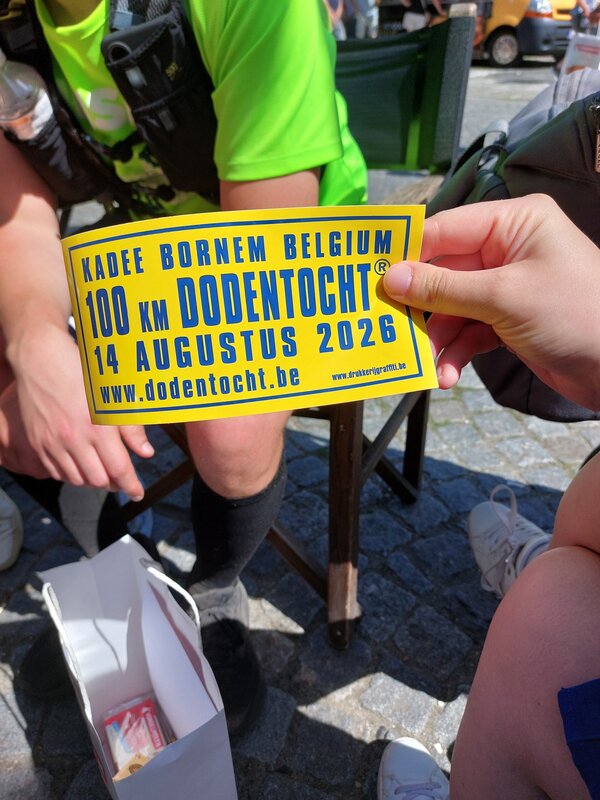 KADEE BORNEM BELGIUM
100 KM DODENTOCHT®
14 AUGUSTUS 2026
www.dodentocht.be
www.drukkerijgraffiti.be